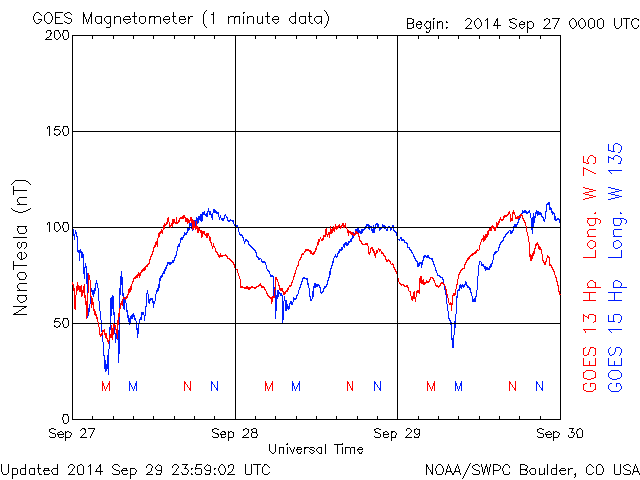 GOES Magnetometer (1 minute data)
Begin: 2014 Sep 27 0000 UTC
200
150
100
50
0
NanoTesla (nT)
M M N N M M N N M M N N
Sep 27 Sep 28 Sep 29 Sep 30
Universal Time
GOES 13 Hp Long. W 75
GOES 15 Hp Long. W 135
Updated 2014 Sep 29 23:59:02 UTC
NOAA/SWPC Boulder, CO USA